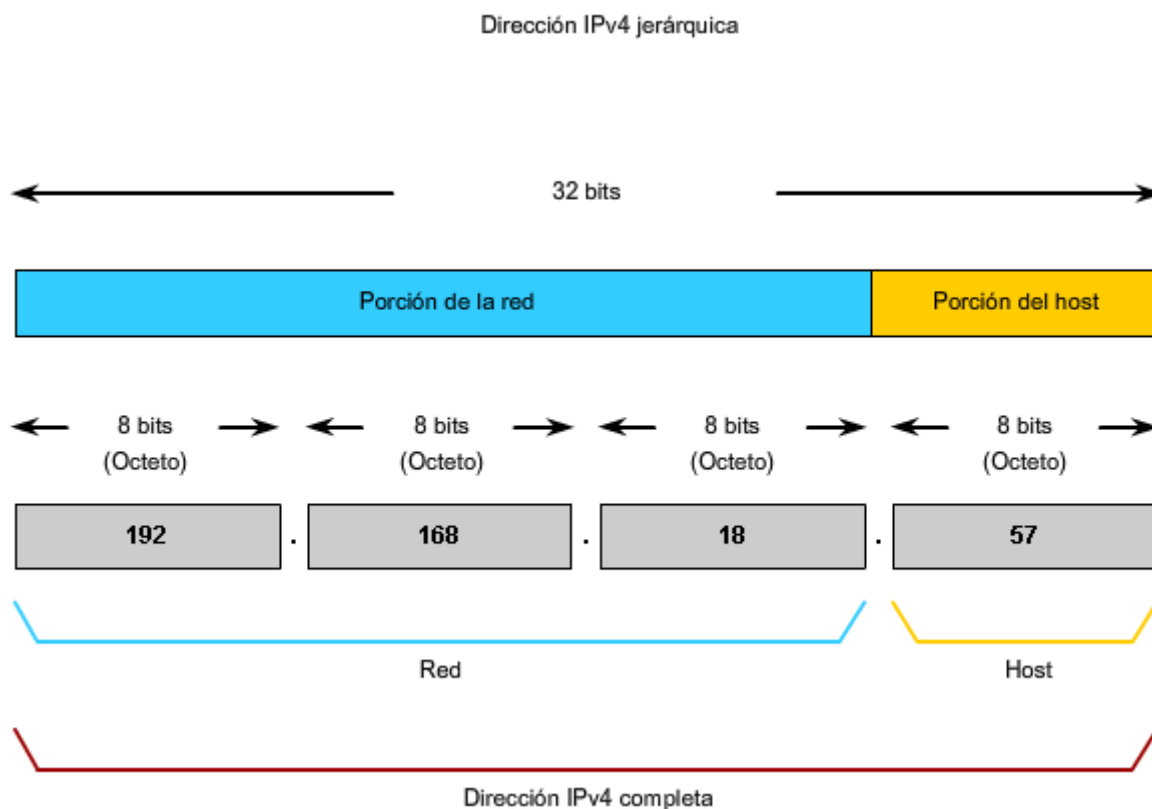 Dirección IPv4 jerárquica
32 bits
Porción de la red Porción del host
8 bits 8 bits 8 bits 8 bits
(Octeto) (Octeto) (Octeto) (Octeto)
192 . 168 . 18 . 57
Red Host
Dirección IPv4 completa